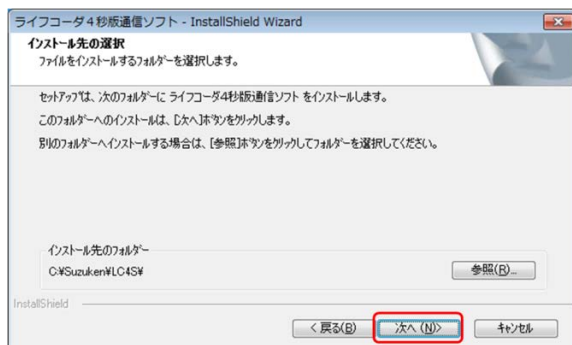 ライフコーダ４秒版通信ソフト - InstallShield Wizard
インストール先の選択
ファイルをインストールするフォルダーを選択します。
セットアップは、次のフォルダーに ライフコーダ4秒版通信ソフト をインストールします。
このフォルダーへのインストールは、[次へ]ボタンをクリックします。
別のフォルダーへインストールする場合は、[参照]ボタンをクリックしてフォルダーを選択してください。
インストール先のフォルダー
C:¥Suzuken¥LC4S¥
参照(R)...
InstallShield
< 戻る(B)
次へ (N)>
キャンセル